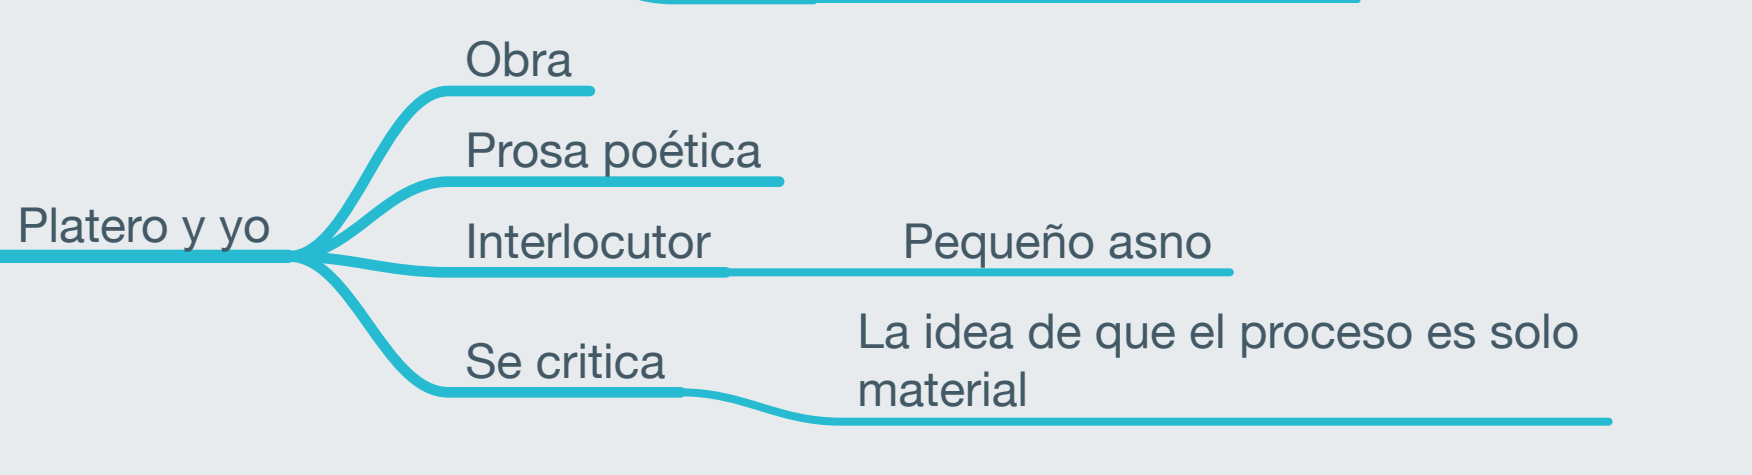 Platero y yo
Obra
Prosa poética
Interlocutor
Pequeño asno
Se critica
La idea de que el proceso es solo
material